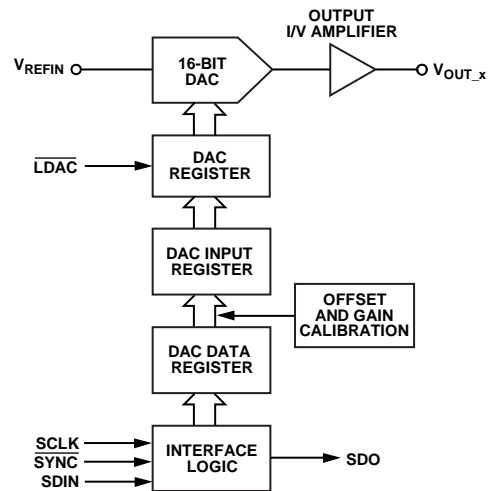 OUTPUT
I/V AMPLIFIER
VREFIN
16-BIT
DAC
VOUT_x
LDAC
DAC
REGISTER
DAC INPUT
REGISTER
OFFSET
AND GAIN
CALIBRATION
DAC DATA
REGISTER
SCLK
SYNC
SDIN
INTERFACE
LOGIC
SDO